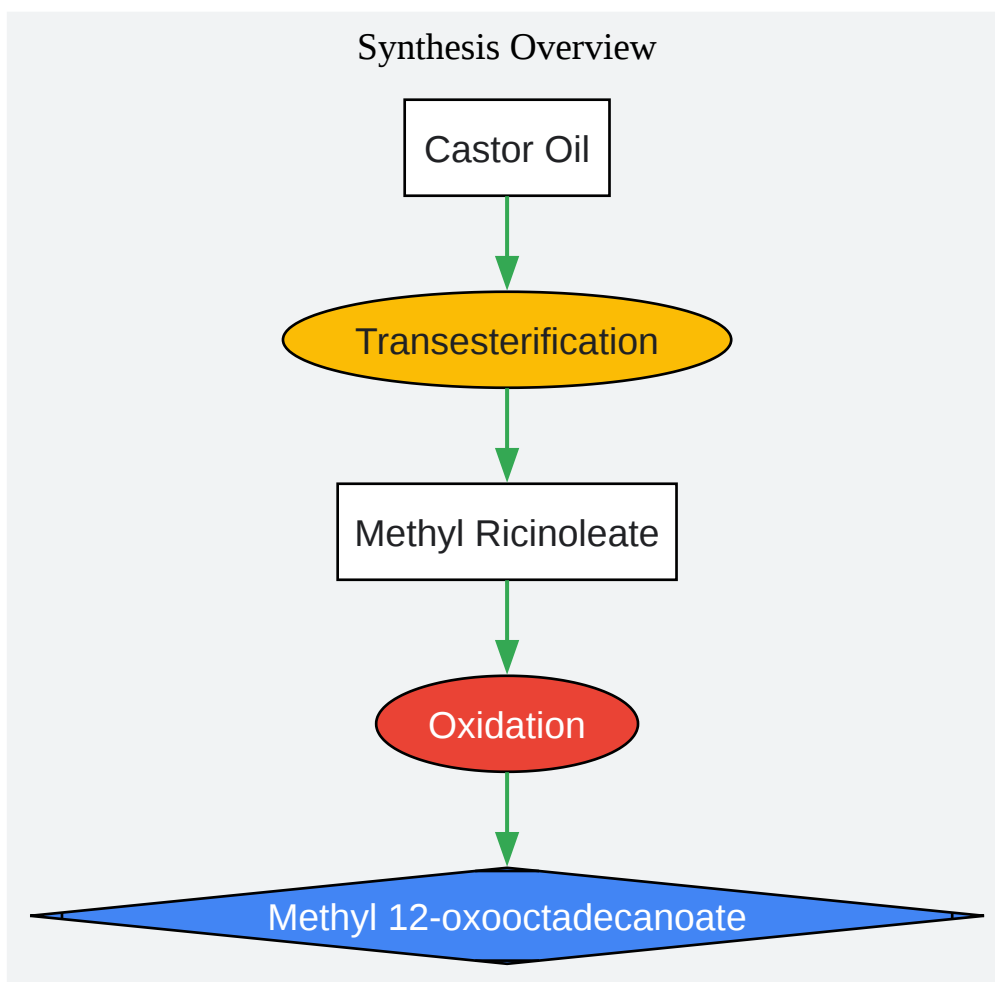 Synthesis Overview
Castor Oil
Transesterification
Methyl Ricinoleate
Oxidation
Methyl 12-oxooctadecanoate